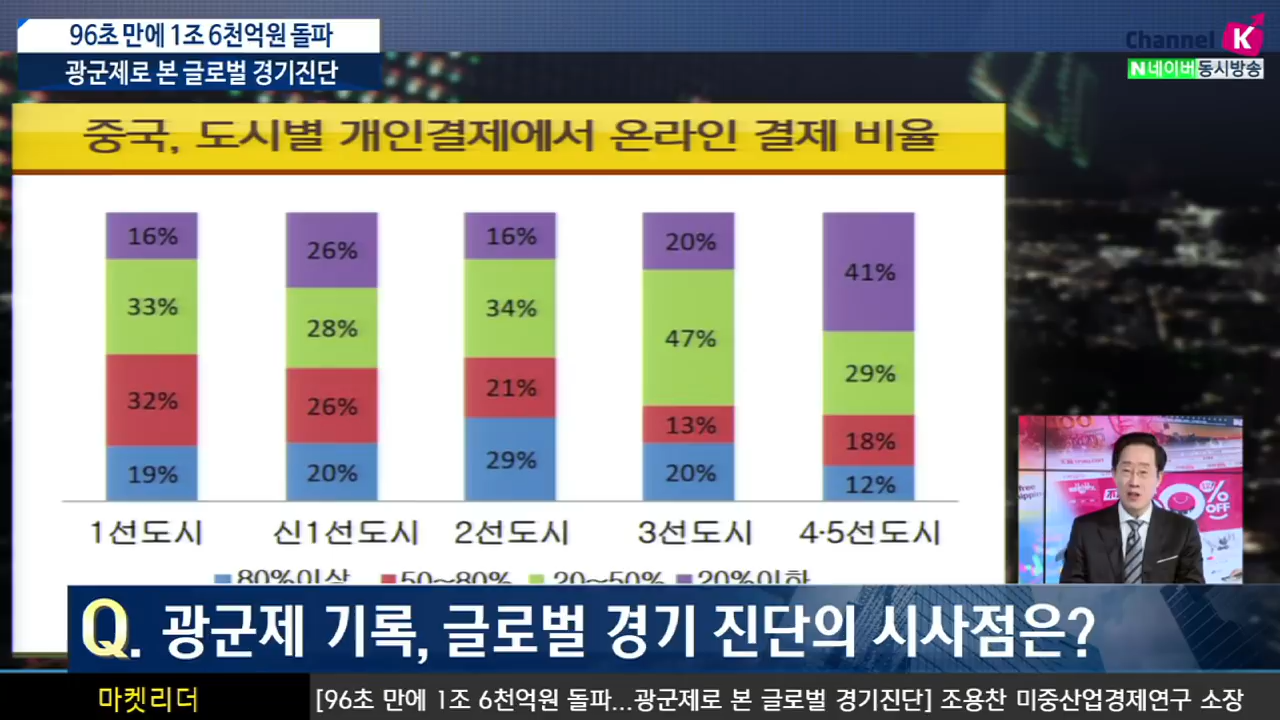 96초 만에 1조 6천억원 돌파
광군제로 본 글로벌 경기진단
Channel K
N 네이버 동시방송
중국, 도시별 개인결제에서 온라인 결제 비율
16% 26% 16% 20% 41%
33% 28% 34% 47% 29%
32% 26% 21% 13% 18%
19% 20% 29% 20% 12%
1선도시 신1선도시 2선도시 3선도시 4·5선도시
80%이상 50~80% 20~50% 20%이하
% OFF
Q. 광군제 기록, 글로벌 경기 진단의 시사점은?
마켓리더 [96초 만에 1조 6천억원 돌파...광군제로 본 글로벌 경기진단] 조용찬 미중산업경제연구 소장